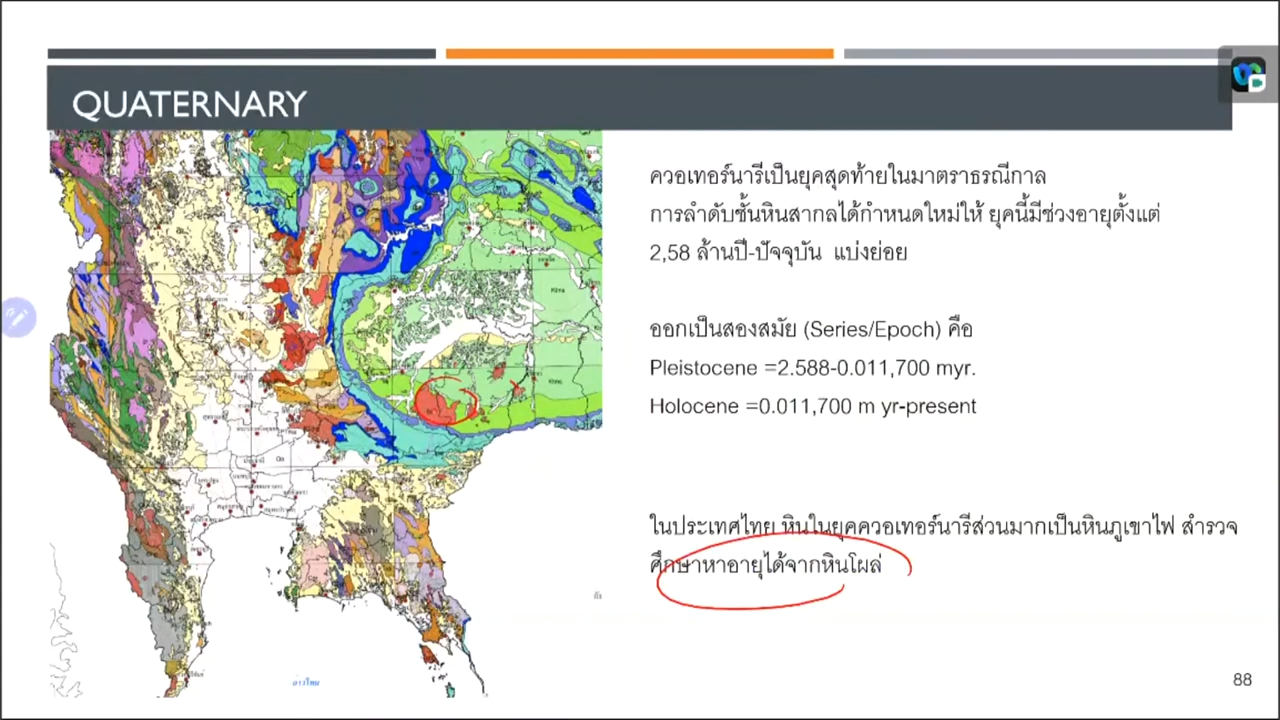 QUATERNARY
ควอเทอร์นารีเป็นยุคสุดท้ายในมาตราธรณีกาล
การลำดับชั้นหินสากลได้กำหนดใหม่ให้ ยุคนี้มีช่วงอายุตั้งแต่
2,58 ล้านปี-ปัจจุบัน แบ่งย่อย
ออกเป็นสองสมัย (Series/Epoch) คือ
Pleistocene =2.588-0.011,700 myr.
Holocene =0.011,700 m yr-present
ในประเทศไทย หินในยุคควอเทอร์นารีส่วนมากเป็นหินภูเขาไฟ สำรวจ
ศึกษาหาอายุได้จากหินโผล่
อ่าวไทย
88